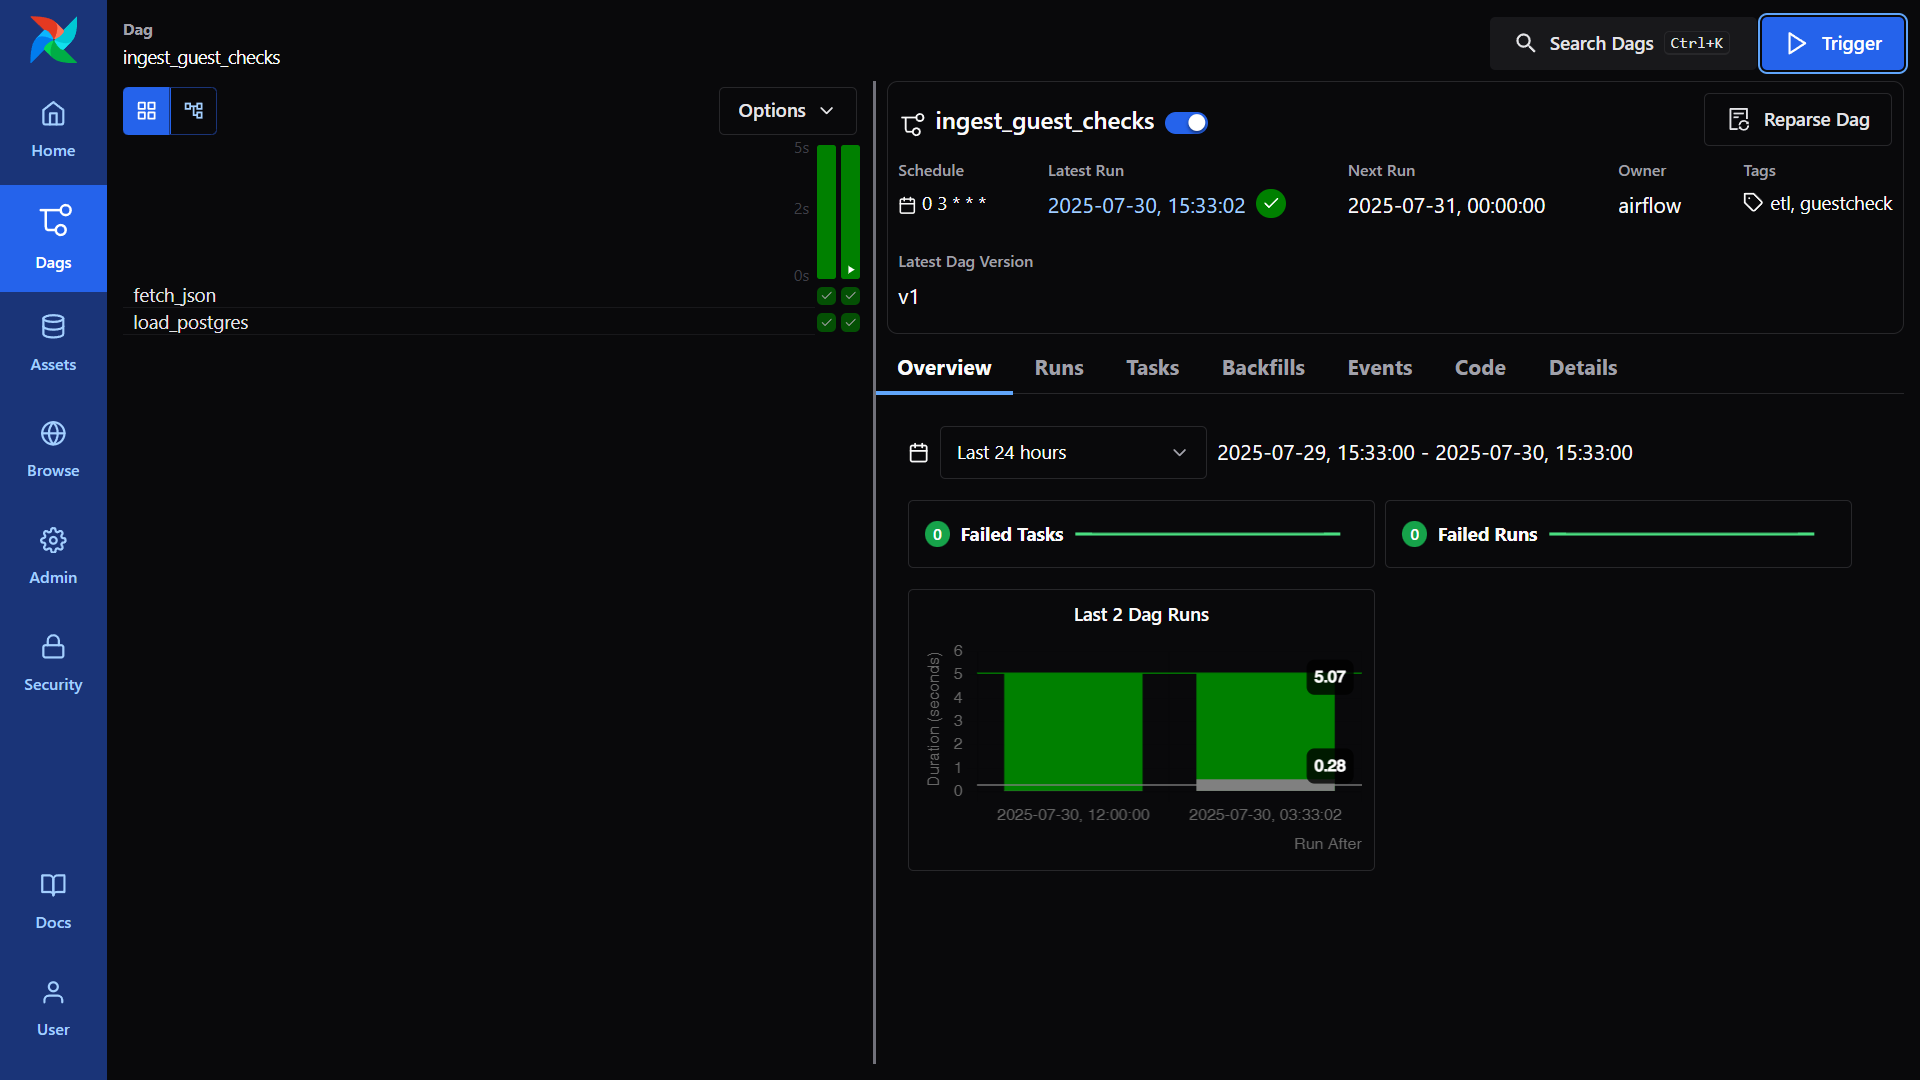 Dag
ingest_guest_checks
Search Dags Ctrl+K
Trigger
Home
Dags
Assets
Browse
Admin
Security
Docs
User
Options
5s
2s
0s
fetch_json
load_postgres
ingest_guest_checks
Reparse Dag
Schedule
0 3 * * *
Latest Run
2025-07-30, 15:33:02
Next Run
2025-07-31, 00:00:00
Owner
airflow
Tags
etl, guestcheck
Latest Dag Version
v1
Overview Runs Tasks Backfills Events Code Details
Last 24 hours 2025-07-29, 15:33:00 - 2025-07-30, 15:33:00
0 Failed Tasks
0 Failed Runs
Last 2 Dag Runs
Duration (seconds)
6
5
4
3
2
1
0
5.07
0.28
2025-07-30, 12:00:00 2025-07-30, 03:33:02
Run After